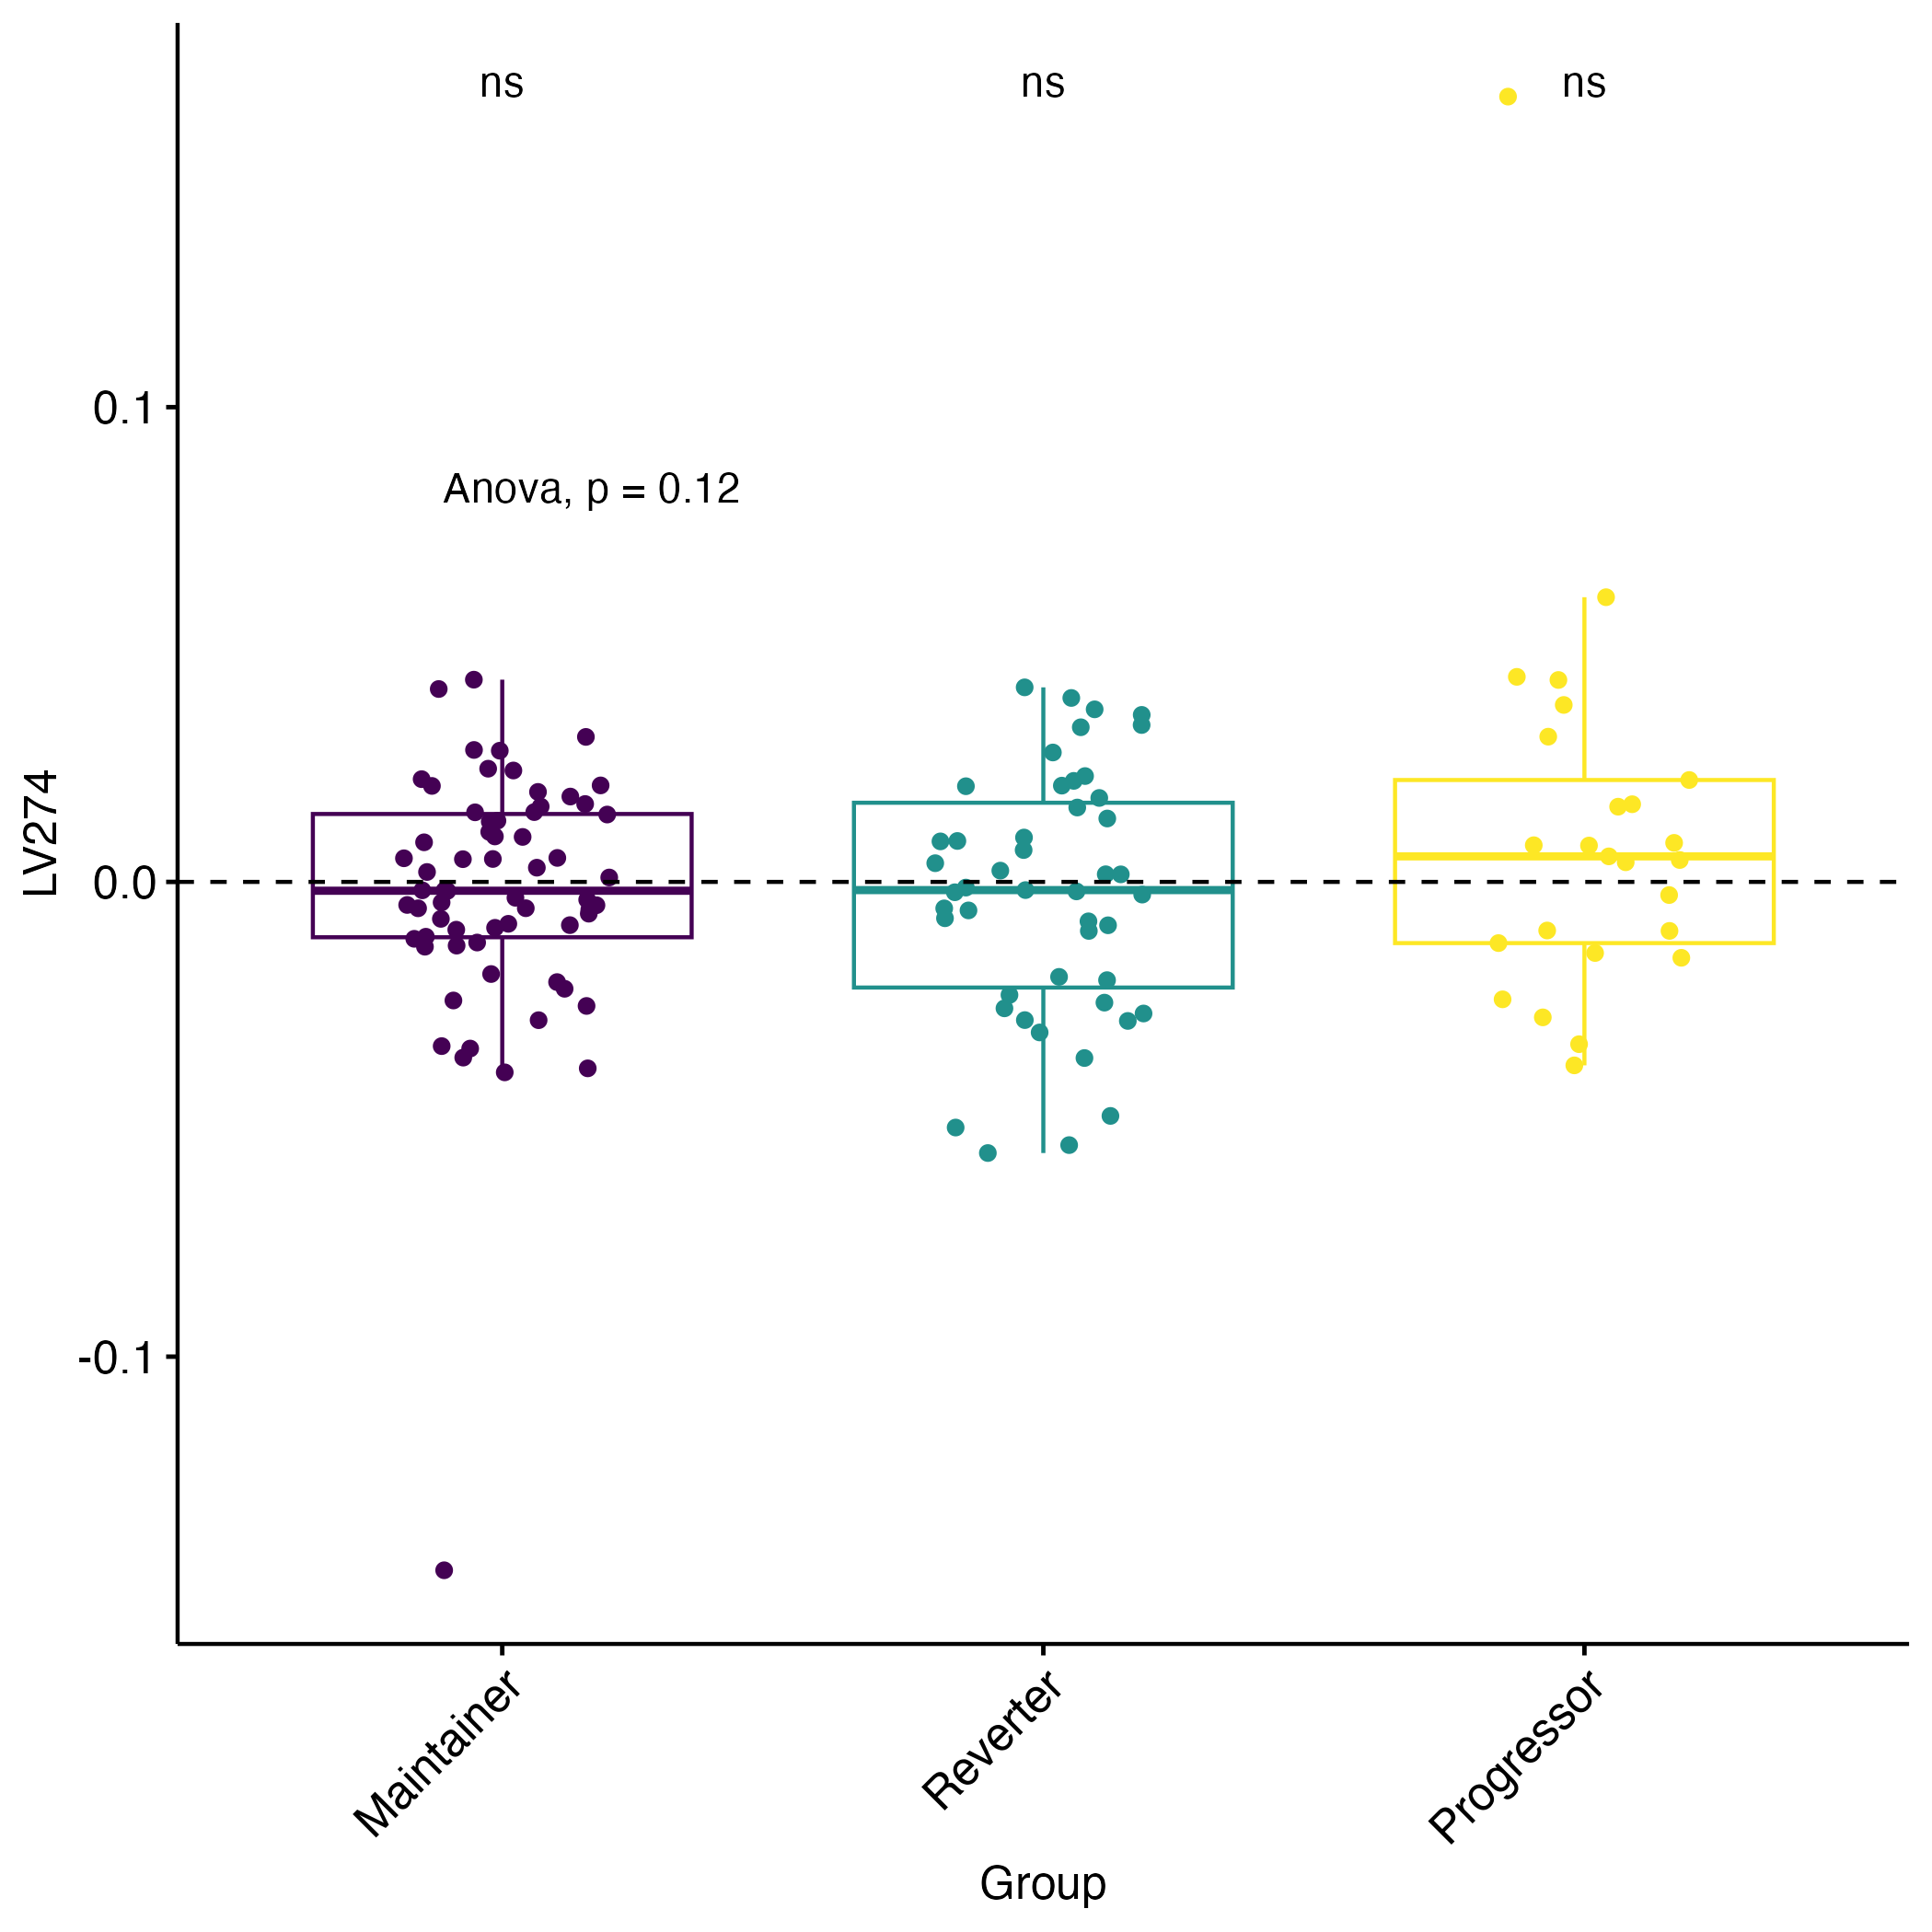 ns ns ns
0.1
Anova, p = 0.12
LV274
0.0
-0.1
Maintainer
Reverter
Progressor
Group